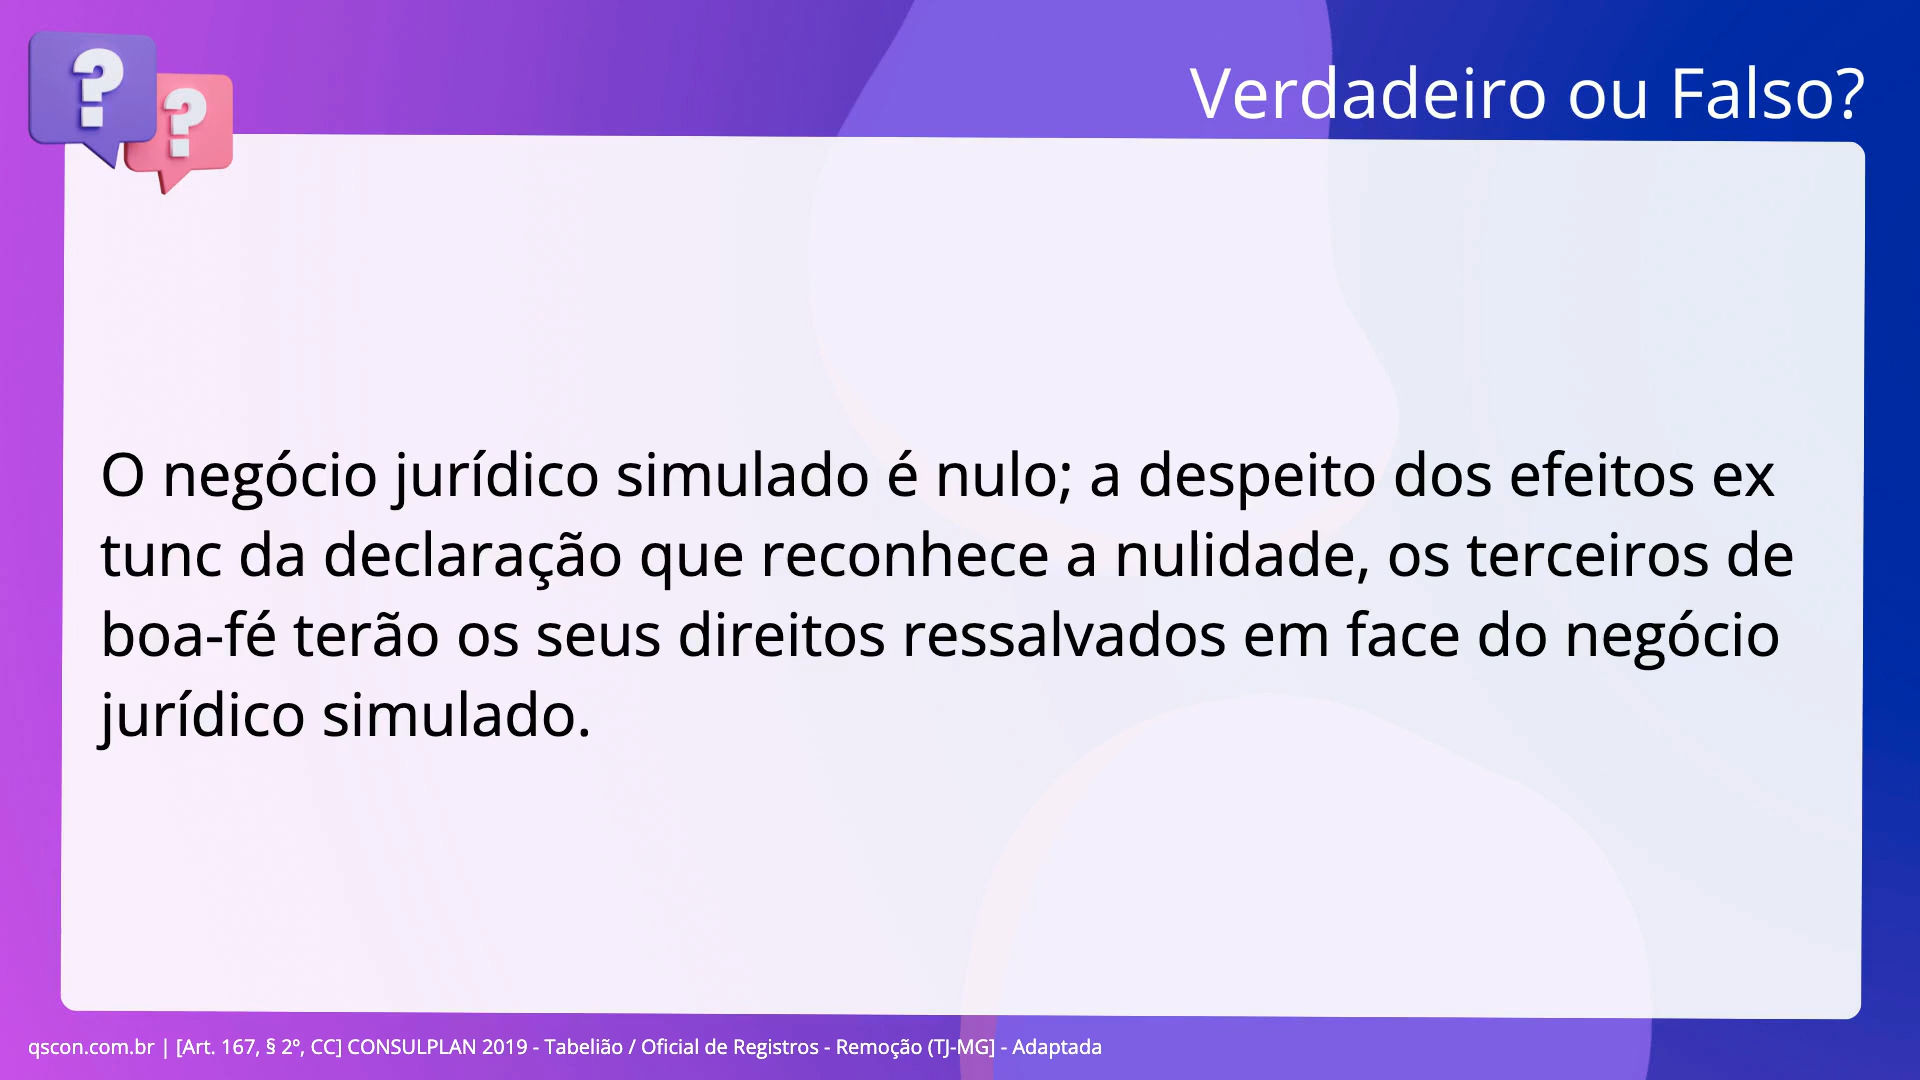 Verdadeiro ou Falso?
O negócio jurídico simulado é nulo; a despeito dos efeitos ex
tunc da declaração que reconhece a nulidade, os terceiros de
boa-fé terão os seus direitos ressalvados em face do negócio
jurídico simulado.
qscon.com.br | [Art. 167, § 2º, CC] CONSULPLAN 2019 - Tabelião / Oficial de Registros - Remoção (TJ-MG] - Adaptada